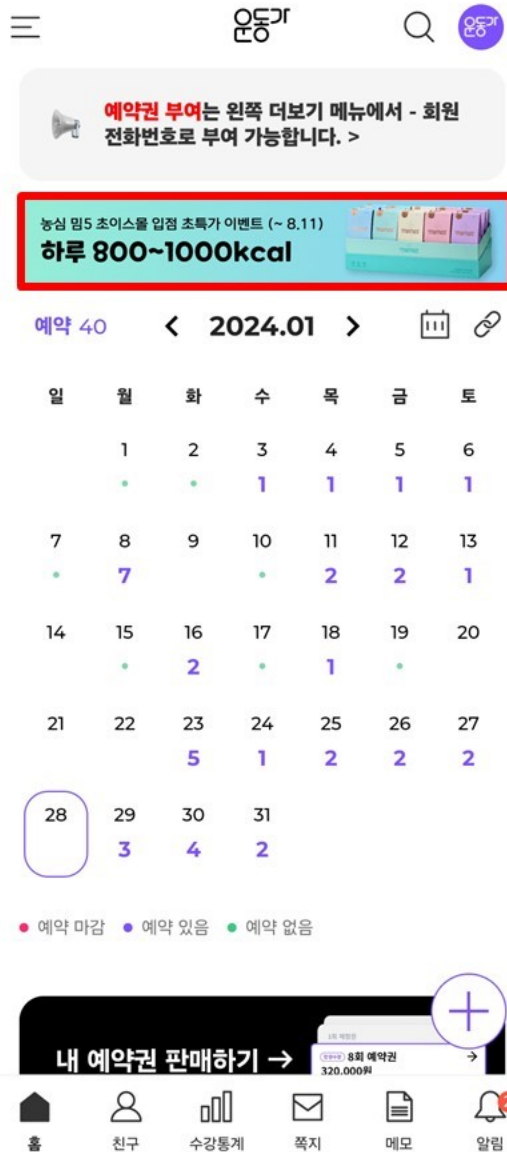 운동가
운동가
예약권 부여는 왼쪽 더보기 메뉴에서 - 회원
전화번호로 부여 가능합니다. >
농심 밈5 초이스몰 입점 초특가 이벤트 (~ 8.11)
하루 800~1000kcal
예약 40 < 2024.01 >
일 월 화 수 목 금 토
1 2 3 4 5 6
1 1 1 1
7 8 9 10 11 12 13
7 2 2 1
14 15 16 17 18 19 20
2 1
21 22 23 24 25 26 27
5 1 2 2 2
28 29 30 31
3 4 2
예약 마감 예약 있음 예약 없음
내 예약권 판매하기 →
8회 예약권 →
320,000원
홈 친구 수강통계 쪽지 메모 알림